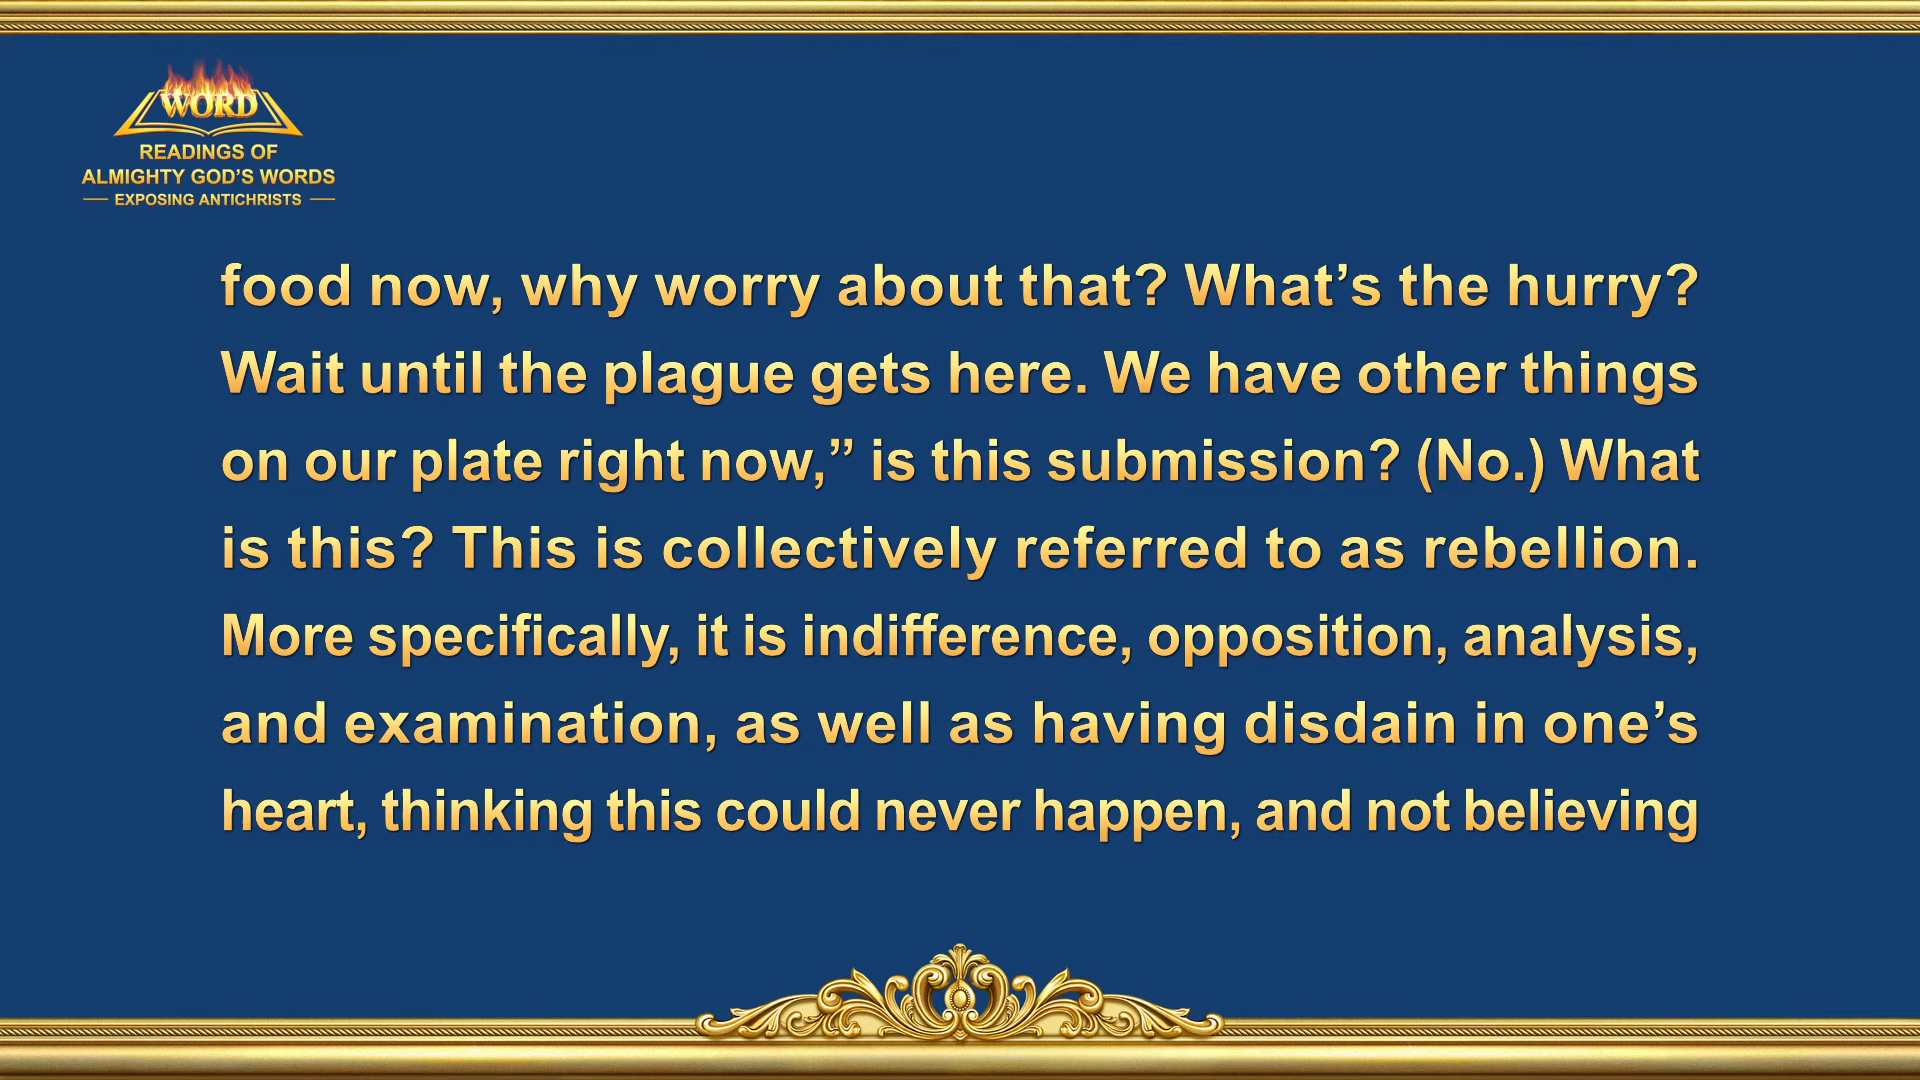 WORD
READINGS OF
ALMIGHTY GOD’S WORDS
EXPOSING ANTICHRISTS
food now, why worry about that? What’s the hurry?
Wait until the plague gets here. We have other things
on our plate right now,” is this submission? (No.) What
is this? This is collectively referred to as rebellion.
More specifically, it is indifference, opposition, analysis,
and examination, as well as having disdain in one’s
heart, thinking this could never happen, and not believing